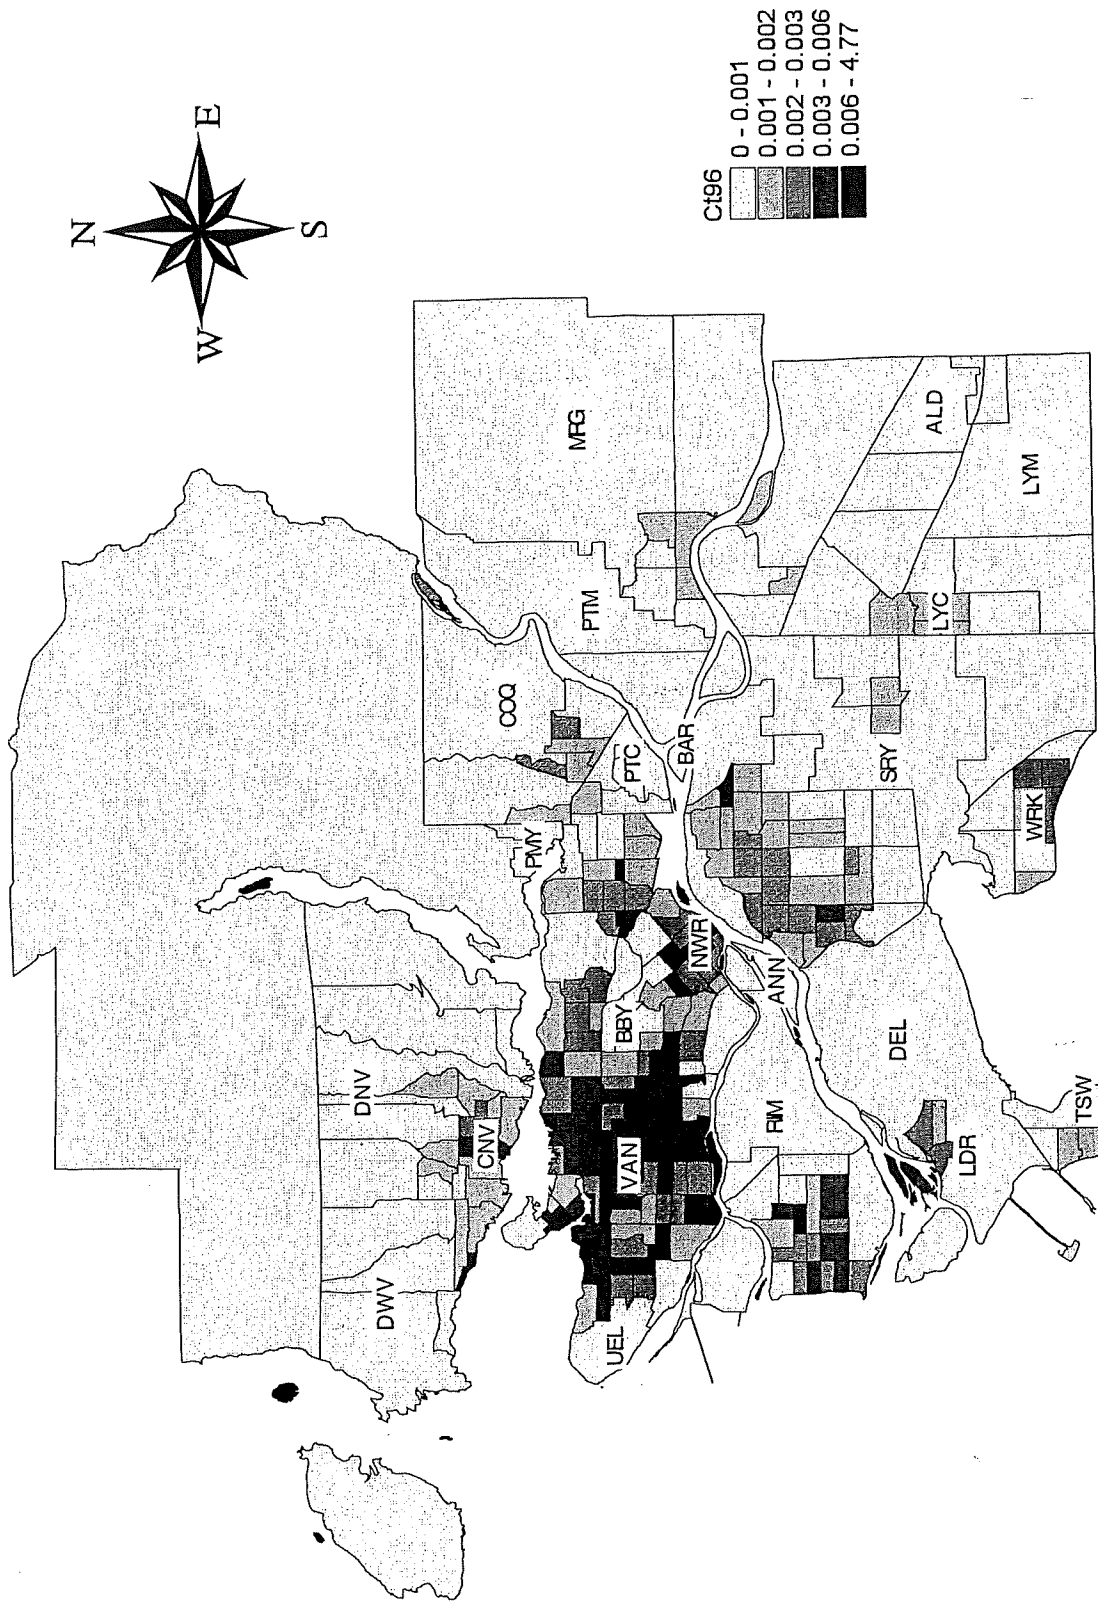 N
W
E
S
Ct96
0 - 0.001
0.001 - 0.002
0.002 - 0.003
0.003 - 0.006
0.006 - 4.77
DNV
DWV
CNV
COQ
MRG
PTM
PMY
PTC
UEL
VAN
BBY
NWR
BAR
ANN
RIM
SRY
LYC
ALD
DEL
LDR
WRK
LYM
TSW